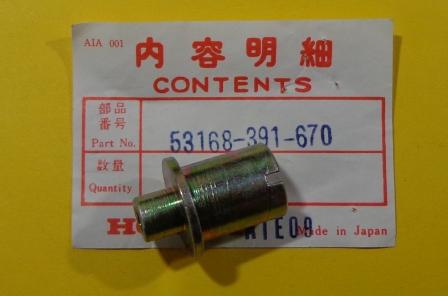 AIA 001
内容明細
CONTENTS
部品
番号
Part No. 53168-391-670
数量
Quantity
Made in Japan